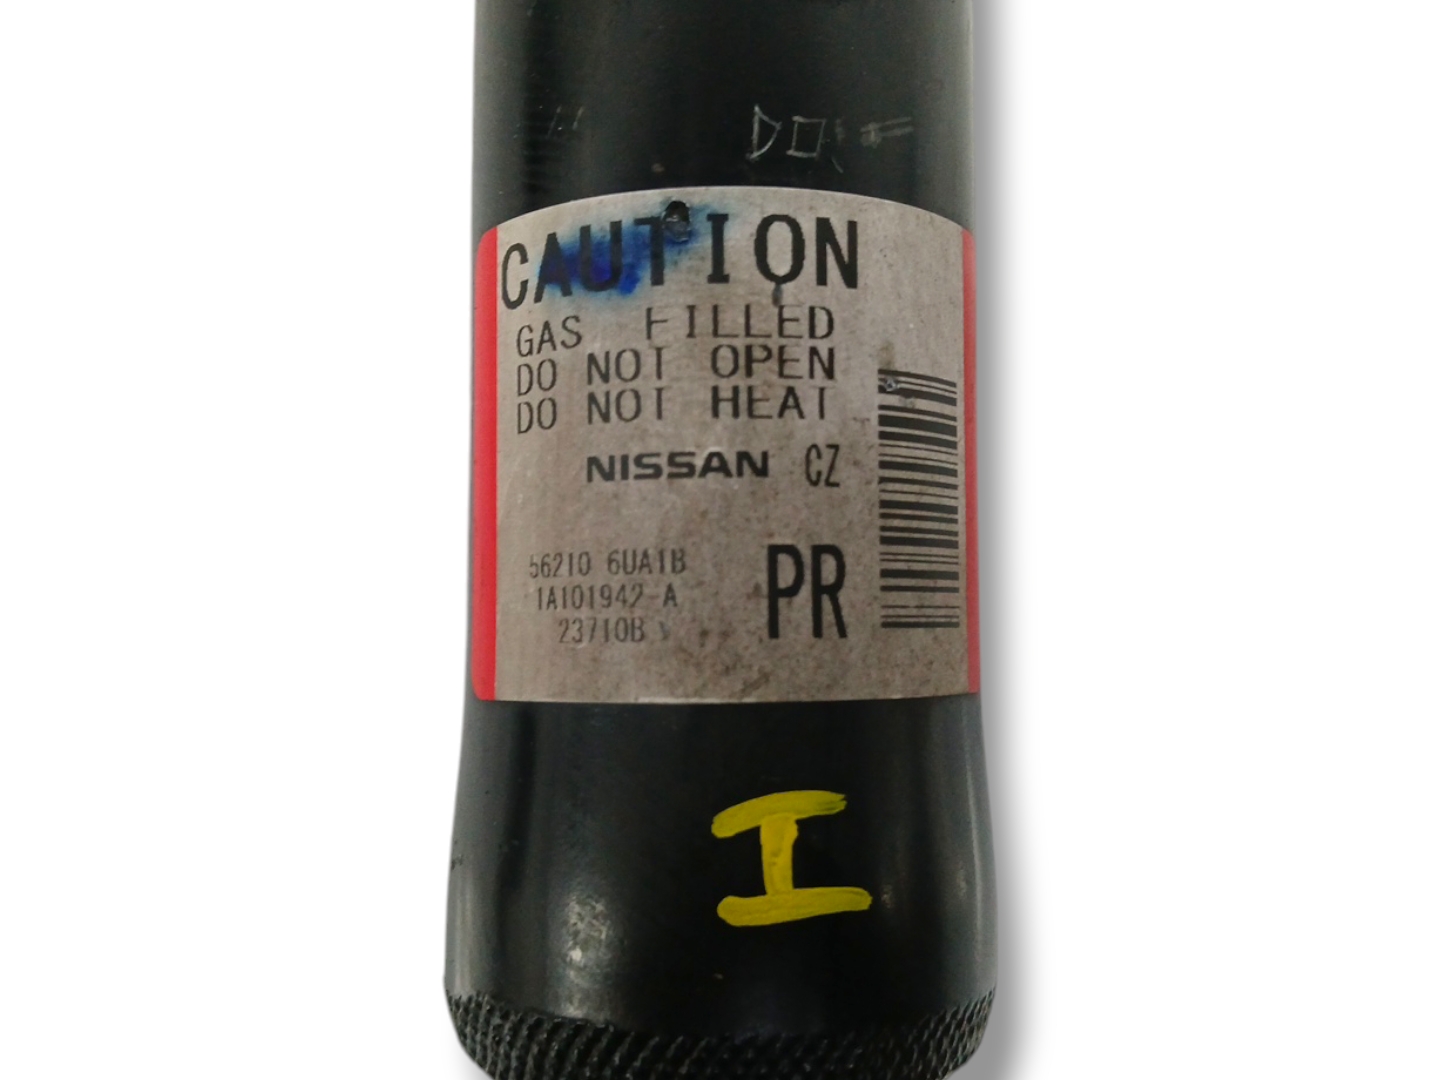 CAUTION
GAS FILLED
DO NOT OPEN
DO NOT HEAT
NISSAN CZ
56210 6UA1B
1A101942 A
PR
23710B
I